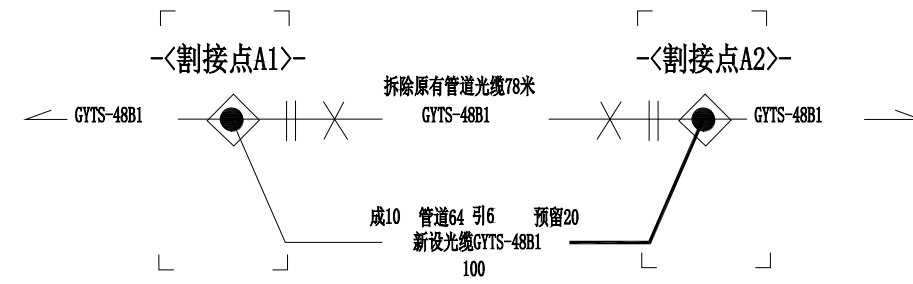 -<割接点A1>-
-<割接点A2>-
拆除原有管道光缆78米
GYTS-48B1
GYTS-48B1
GYTS-48B1
成10 管道64 引6 预留20
新设光缆GYTS-48B1
100